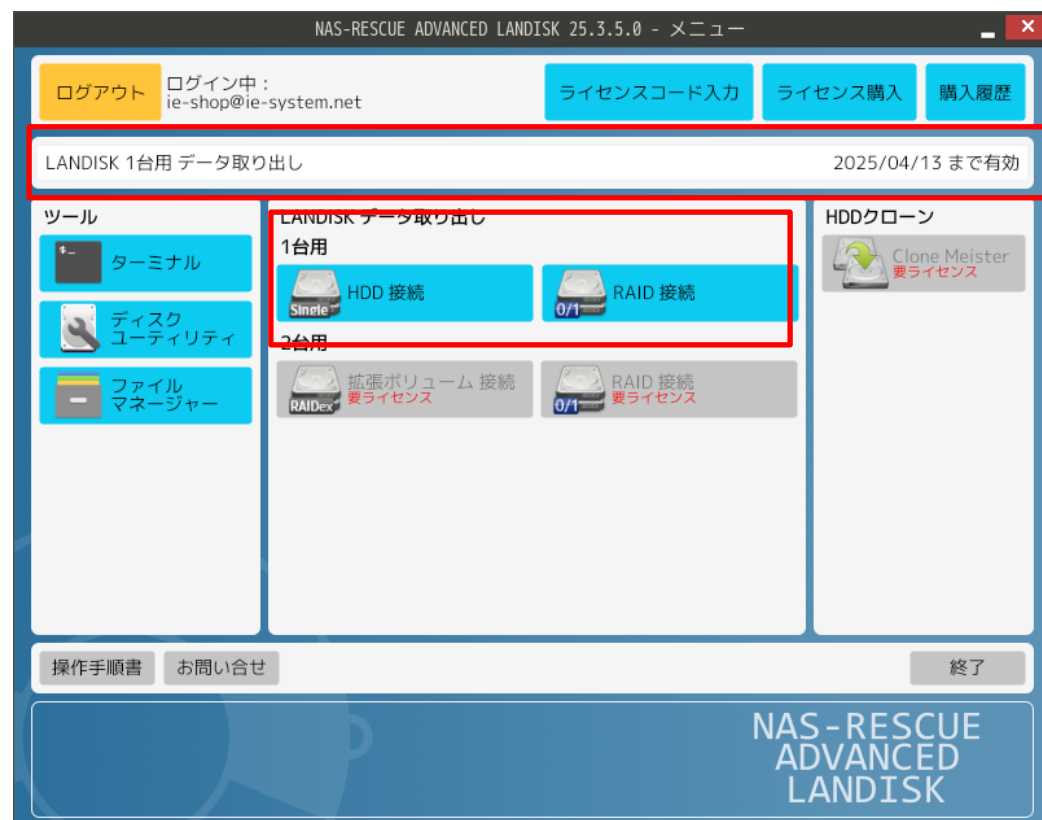 NAS-RESCUE ADVANCED LANDISK 25.3.5.0 - メニュー
ログアウト
ログイン中 :
ie-shop@ie-system.net
ライセンスコード入力
ライセンス購入
購入履歴
LANDISK 1台用 データ取り出し
2025/04/13 まで有効
ツール
ターミナル
ディスク
ユーティリティ
ファイル
マネージャー
LANDISK データ取り出し
1台用
Single
HDD 接続
0/1
RAID 接続
2台用
RAIDex
拡張ボリューム 接続
要ライセンス
0/1
RAID 接続
要ライセンス
HDDクローン
Clone Meister
要ライセンス
操作手順書
お問い合せ
終了
NAS-RESCUE
ADVANCED
LANDISK